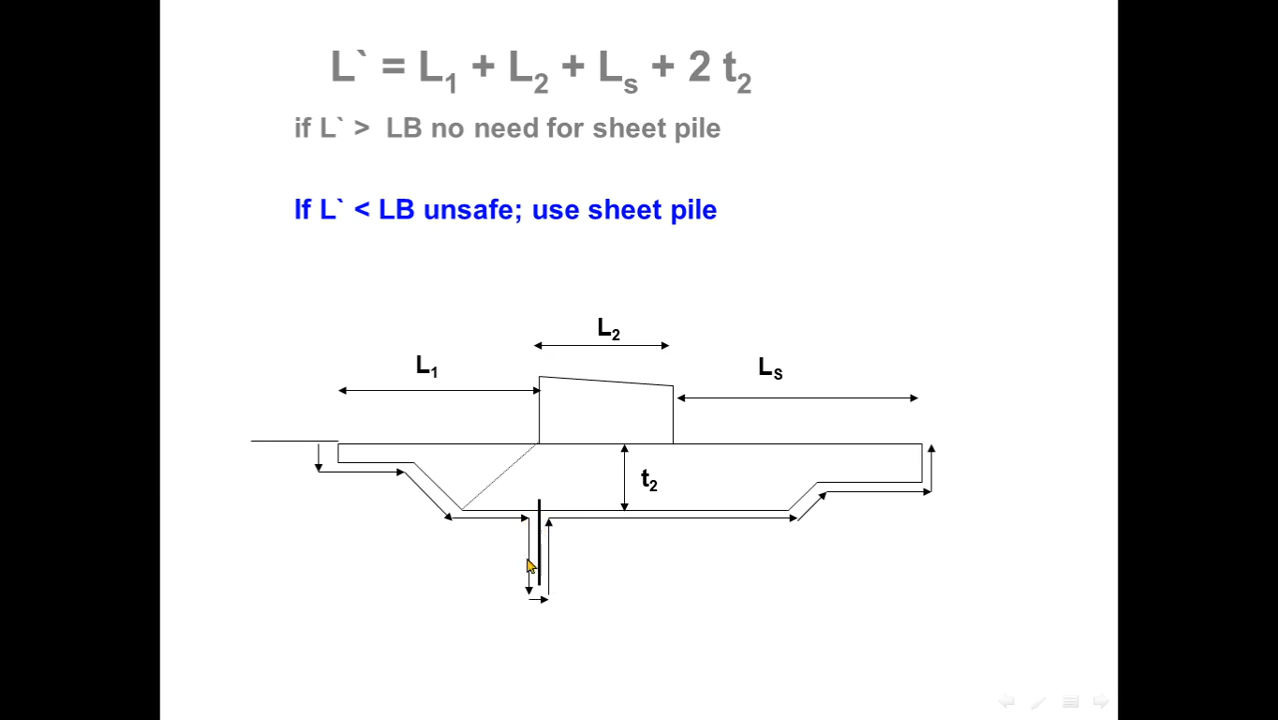 L` = L₁ + L₂ + Lₛ + 2 t₂
if L` > LB no need for sheet pile
If L` < LB unsafe; use sheet pile
L₂
L₁
Lₛ
t₂